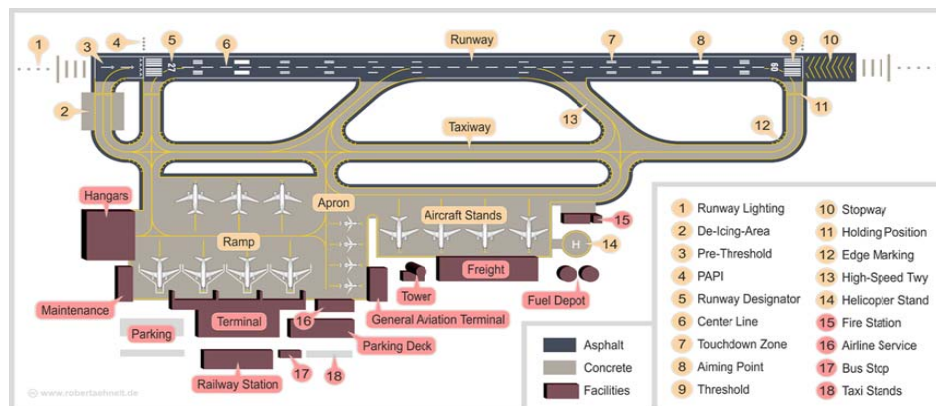 1
3
4
5
6
Runway
7
8
9
10
27
09
2
13
11
Taxiway
12
Hangars
Apron
Aircraft Stands
15
Ramp
H
14
Freight
Maintenance
Tower
Fuel Depot
16
Terminal
General Aviation Terminal
Parking
Parking Deck
Railway Station
17
18
Asphalt
Concrete
Facilities
1 Runway Lighting
2 De-Icing-Area
3 Pre-Threshold
4 PAPI
5 Runway Designator
6 Center Line
7 Touchdown Zone
8 Aiming Point
9 Threshold
10 Stopway
11 Holding Position
12 Edge Marking
13 High-Speed Twy
14 Helicopter Stand
15 Fire Station
16 Airline Service
17 Bus Stop
18 Taxi Stands
www.robertaehnelt.de